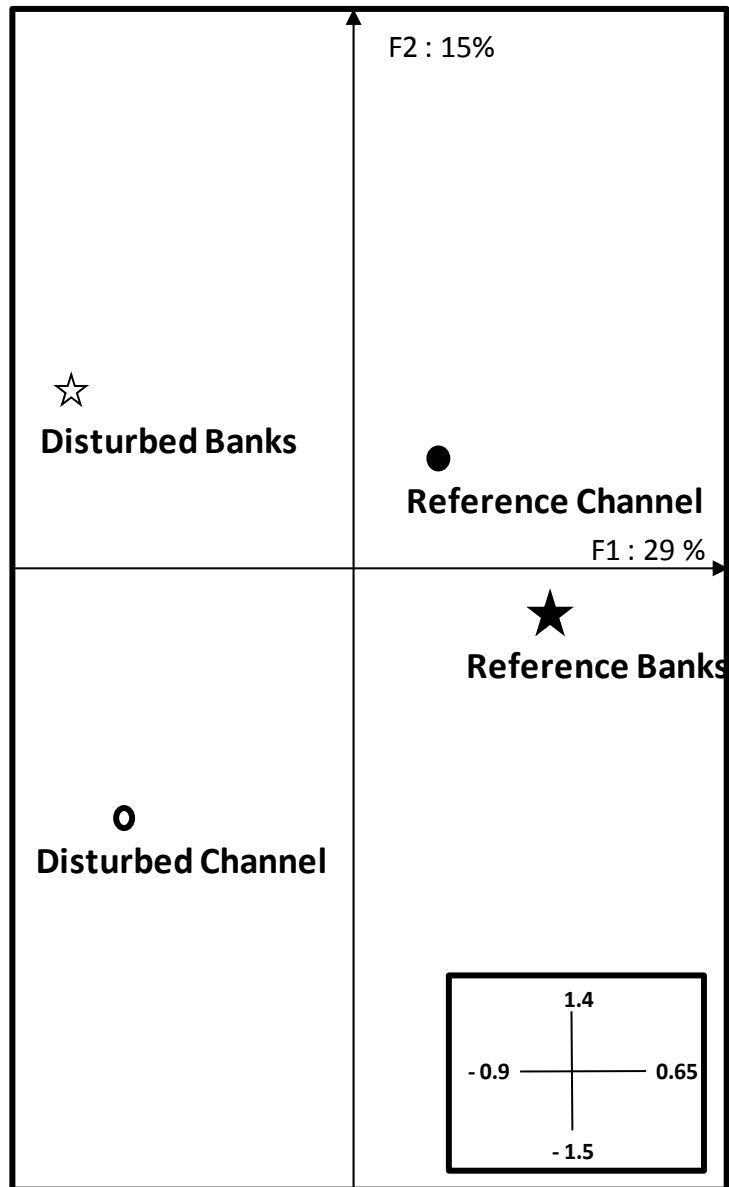 F2 : 15%
Disturbed Banks
Reference Channel
F1 : 29 %
Reference Banks
Disturbed Channel
1.4
- 0.9
0.65
- 1.5